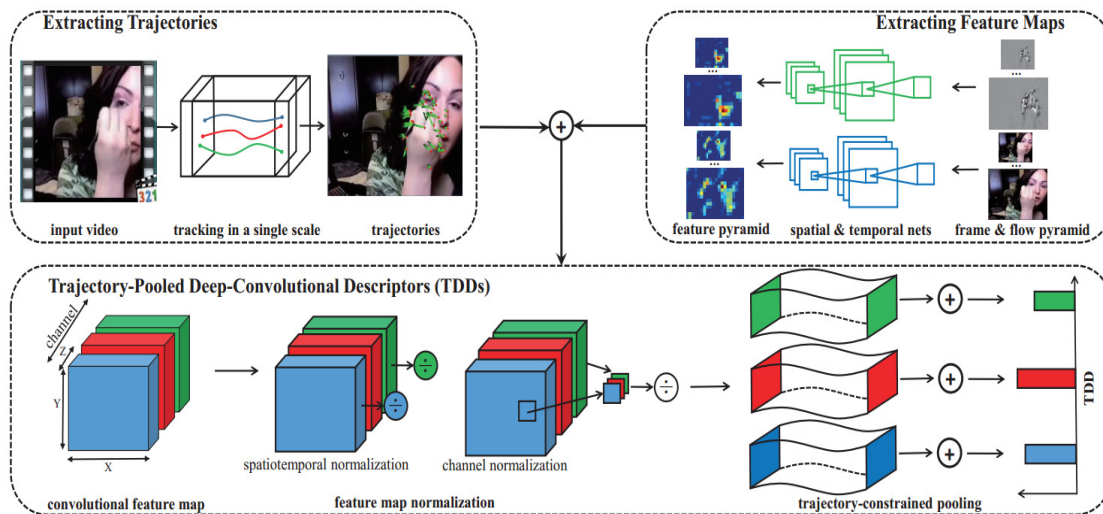 Extracting Trajectories
321
input video
tracking in a single scale
trajectories
+
Extracting Feature Maps
...
...
...
...
feature pyramid
spatial & temporal nets
frame & flow pyramid
Trajectory-Pooled Deep-Convolutional Descriptors (TDDs)
channel
Z
Y
X
convolutional feature map
÷
÷
spatiotemporal normalization
÷
channel normalization
feature map normalization
+
+
+
TDD
trajectory-constrained pooling